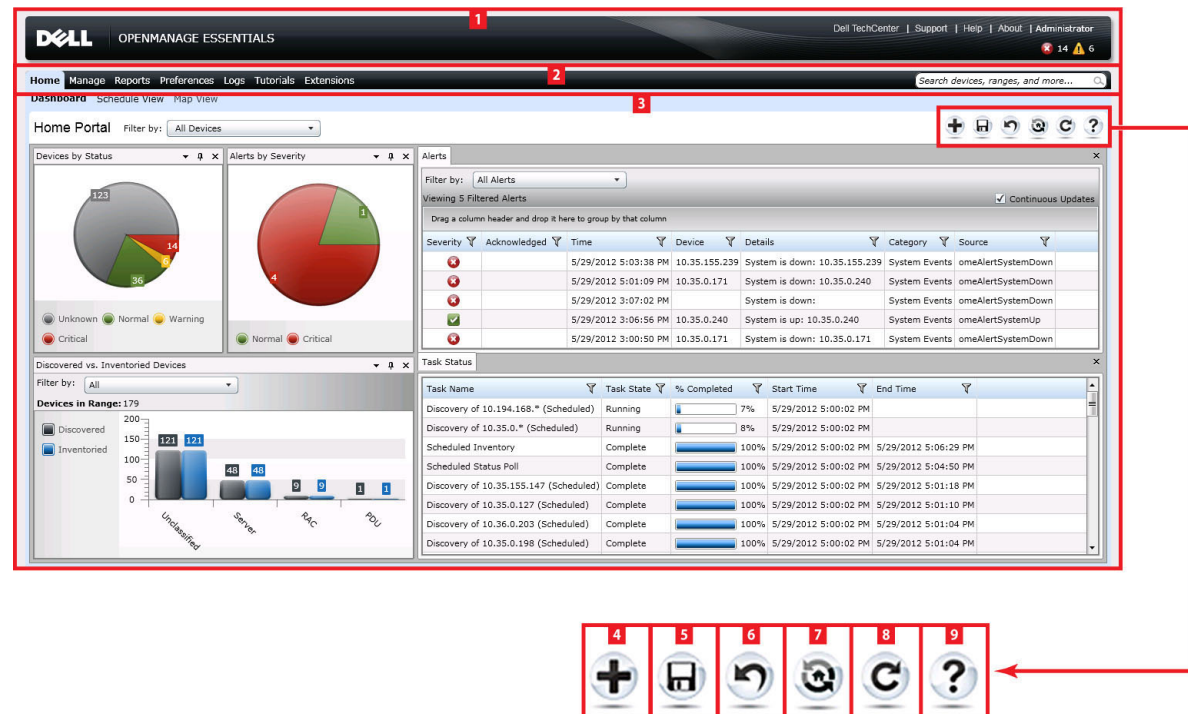 1
DELL OPENMANAGE ESSENTIALS
Dell TechCenter | Support | Help | About | Administrator
14 6
Home Manage Reports Preferences Logs Tutorials Extensions
2
Search devices, ranges, and more...
Dashboard Schedule View Map View
3
Home Portal Filter by: All Devices
Devices by Status
123
14
6
36
Unknown Normal Warning
Critical
Alerts by Severity
1
4
Normal Critical
Alerts
Filter by: All Alerts
Viewing 5 Filtered Alerts
Continuous Updates
Drag a column header and drop it here to group by that column
Severity Acknowledged Time Device Details Category Source
5/29/2012 5:03:38 PM 10.35.155.239 System is down: 10.35.155.239 System Events omeAlertSystemDown
5/29/2012 5:01:09 PM 10.35.0.171 System is down: 10.35.0.240 System Events omeAlertSystemDown
5/29/2012 3:07:02 PM System is down: System Events omeAlertSystemDown
5/29/2012 3:06:56 PM 10.35.0.240 System is up: 10.35.0.240 System Events omeAlertSystemUp
5/29/2012 3:00:50 PM 10.35.0.171 System is down: 10.35.0.171 System Events omeAlertSystemDown
Discovered vs. Inventoried Devices
Filter by: All
Devices in Range: 179
Discovered
Inventoried
200
150
100
50
0
121 121
48 48
9 9
1 1
Unclassified
Server
RAC
PDU
Task Status
Task Name Task State % Completed Start Time End Time
Discovery of 10.194.168.* (Scheduled) Running 7% 5/29/2012 5:00:02 PM
Discovery of 10.35.0.* (Scheduled) Running 8% 5/29/2012 5:00:02 PM
Scheduled Inventory Complete 100% 5/29/2012 5:00:02 PM 5/29/2012 5:06:29 PM
Scheduled Status Poll Complete 100% 5/29/2012 5:00:02 PM 5/29/2012 5:04:50 PM
Discovery of 10.35.155.147 (Scheduled) Complete 100% 5/29/2012 5:00:02 PM 5/29/2012 5:01:18 PM
Discovery of 10.35.0.127 (Scheduled) Complete 100% 5/29/2012 5:00:02 PM 5/29/2012 5:01:10 PM
Discovery of 10.36.0.203 (Scheduled) Complete 100% 5/29/2012 5:00:02 PM 5/29/2012 5:01:04 PM
Discovery of 10.35.0.198 (Scheduled) Complete 100% 5/29/2012 5:00:02 PM 5/29/2012 5:01:04 PM
4 5 6 7 8 9